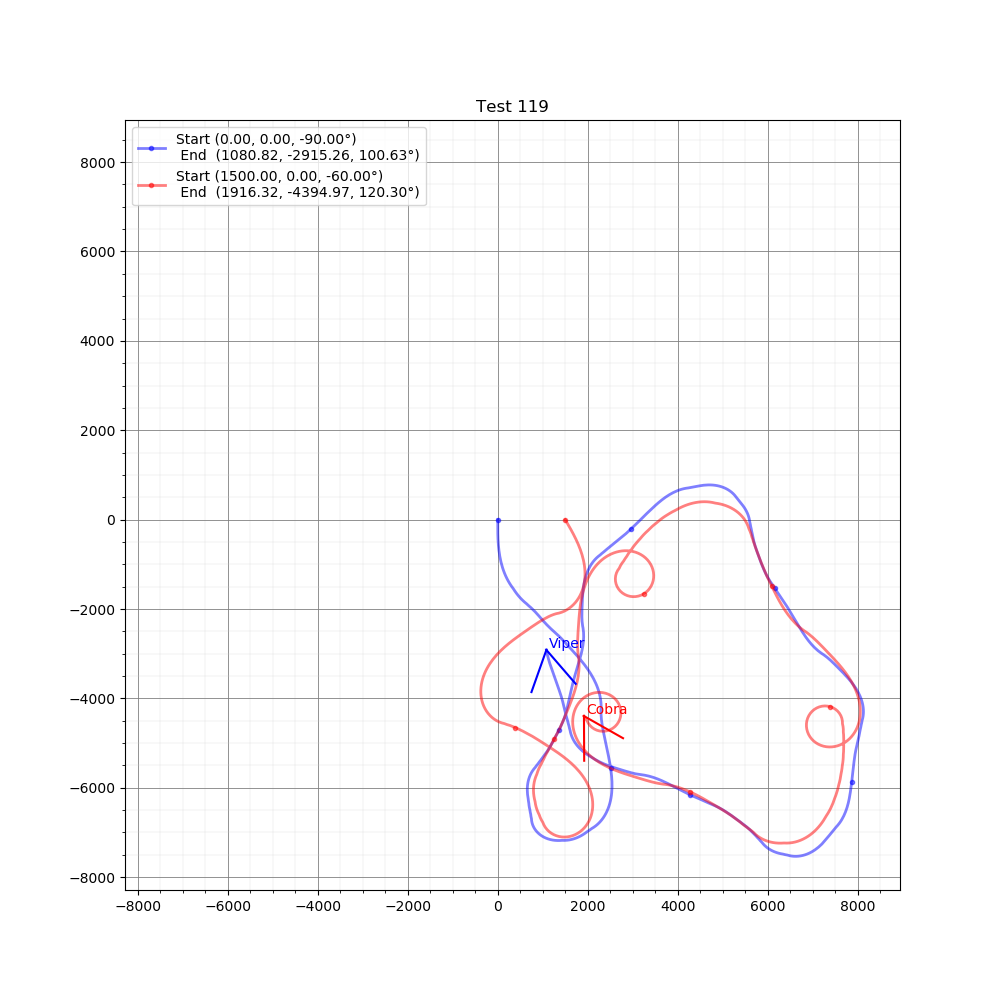 Test 119
Start (0.00, 0.00, -90.00°)
End (1080.82, -2915.26, 100.63°)
Start (1500.00, 0.00, -60.00°)
End (1916.32, -4394.97, 120.30°)
8000
6000
4000
2000
0
−2000
−4000
−6000
−8000
Viper
Cobra
−8000 −6000 −4000 −2000 0 2000 4000 6000 8000